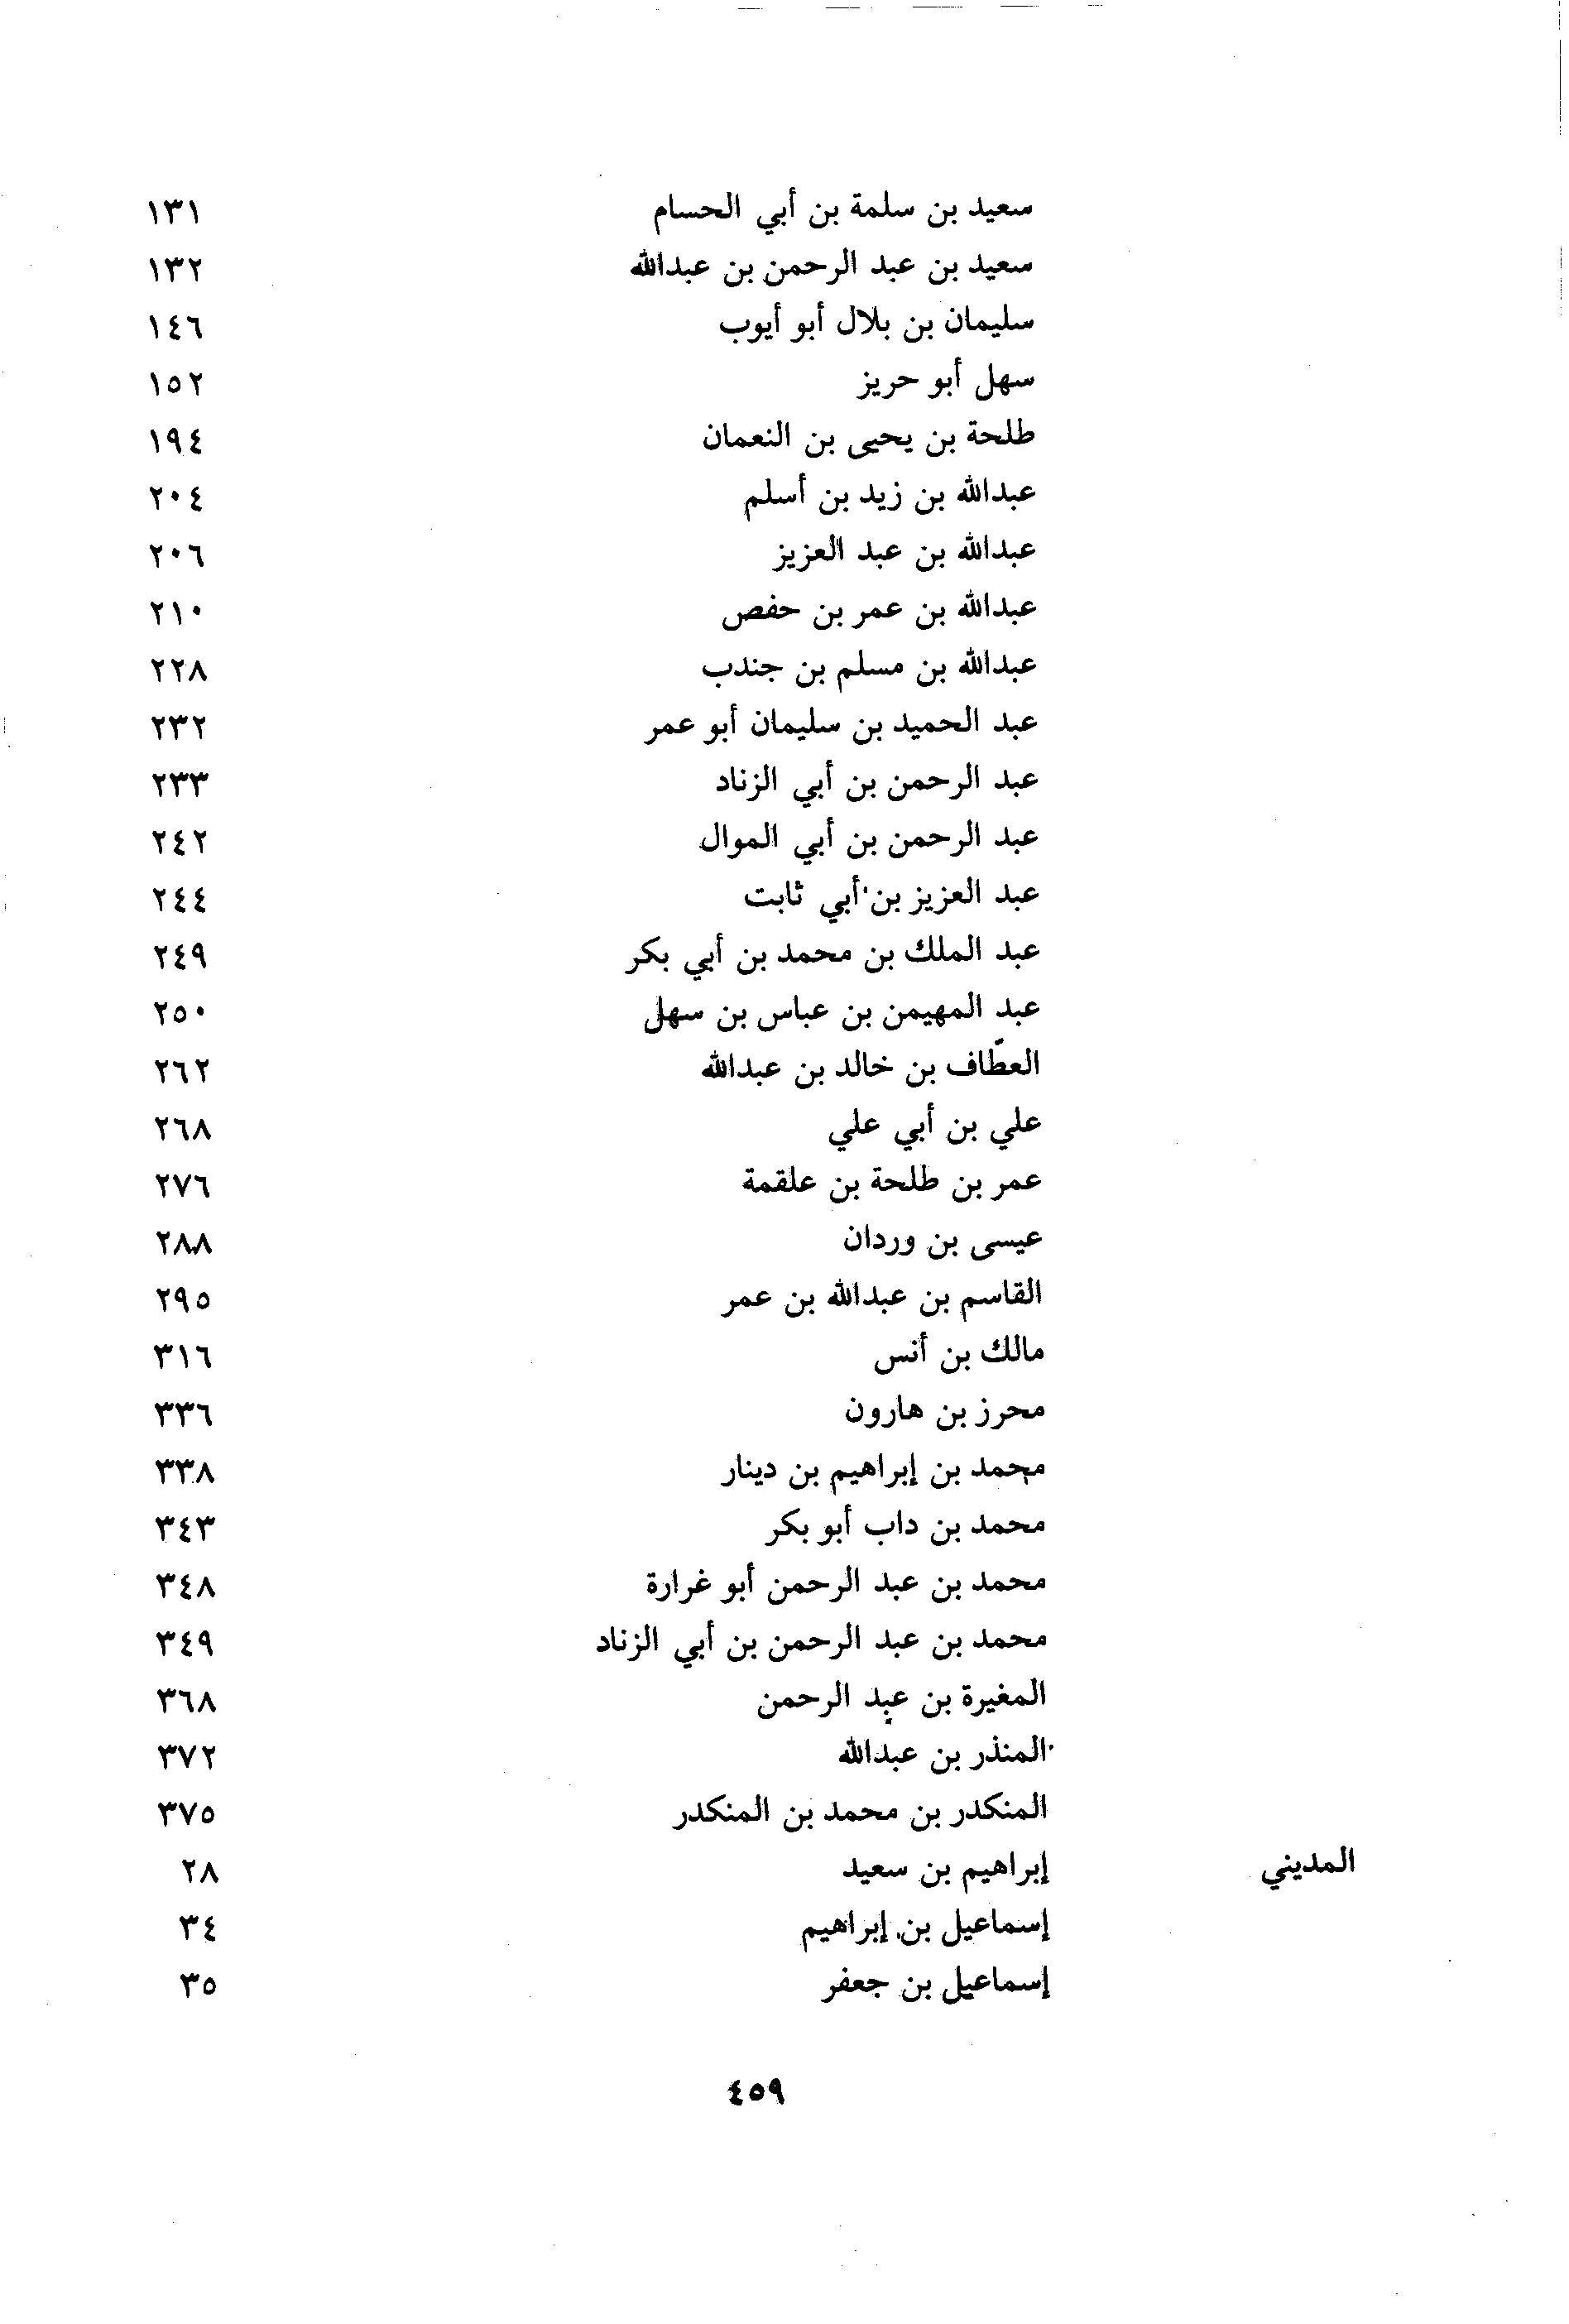 سعيد بن سلمة بن أبي الحسام ١٣١
سعيد بن عبد الرحمن بن عبدالله ١٣٢
سليمان بن بلال أبو أيوب ١٤٦
سهل أبو حريز ١٥٢
طلحة بن يحيى بن النعمان ١٩٤
عبدالله بن زيد بن أسلم ٢٠٤
عبدالله بن عبد العزيز ٢٠٦
عبدالله بن عمر بن حفص ٢١٠
عبدالله بن مسلم بن جندب ٢٢٨
عبد الحميد بن سليمان أبو عمر ٢٣٢
عبد الرحمن بن أبي الزناد ٢٣٣
عبد الرحمن بن أبي الموال ٢٤٢
عبد العزيز بن أبي ثابت ٢٤٤
عبد الملك بن محمد بن أبي بكر ٢٤٩
عبد المهيمن بن عباس بن سهل ٢٥٠
العطّاف بن خالد بن عبدالله ٢٦٢
علي بن أبي علي ٢٦٨
عمر بن طلحة بن علقمة ٢٧٦
عيسى بن وردان ٢٨٨
القاسم بن عبدالله بن عمر ٢٩٥
مالك بن أنس ٣١٦
محرز بن هارون ٣٣٦
محمد بن إبراهيم بن دينار ٣٣٨
محمد بن داب أبو بكر ٣٤٣
محمد بن عبد الرحمن أبو غرارة ٣٤٨
محمد بن عبد الرحمن بن أبي الزناد ٣٤٩
المغيرة بن عبد الرحمن ٣٦٨
المنذر بن عبدالله ٣٧٢
المنكدر بن محمد بن المنكدر ٣٧٥
المديني إبراهيم بن سعيد ٢٨
إسماعيل بن إبراهيم ٣٤
إسماعيل بن جعفر ٣٥
٤٥٩